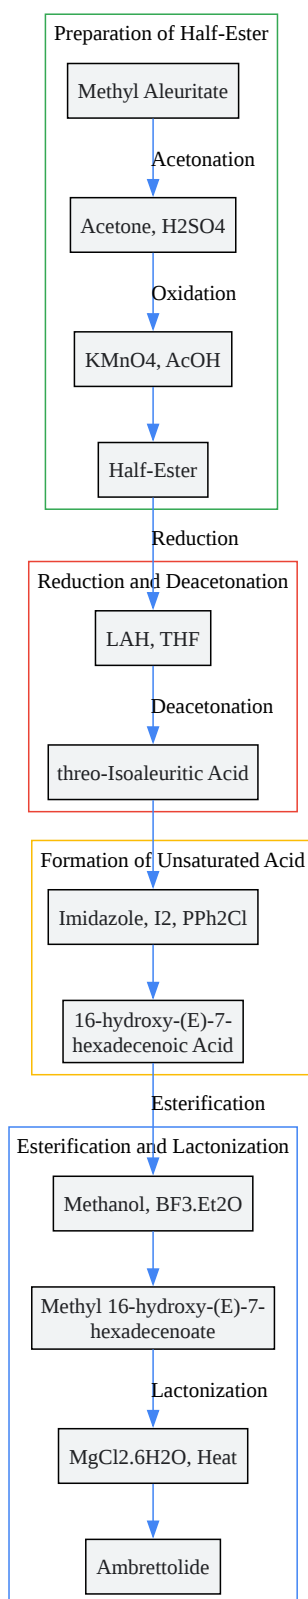 Preparation of Half-Ester
Methyl Aleuritate
Acetonation
Acetone, H2SO4
Oxidation
KMnO4, AcOH
Half-Ester
Reduction
Reduction and Deacetonation
LAH, THF
Deacetonation
threo-Isoaleuritic Acid
Formation of Unsaturated Acid
Imidazole, I2, PPh2Cl
16-hydroxy-(E)-7-
hexadecenoic Acid
Esterification
Esterification and Lactonization
Methanol, BF3.Et2O
Methyl 16-hydroxy-(E)-7-
hexadecenoate
Lactonization
MgCl2.6H2O, Heat
Ambrettolide